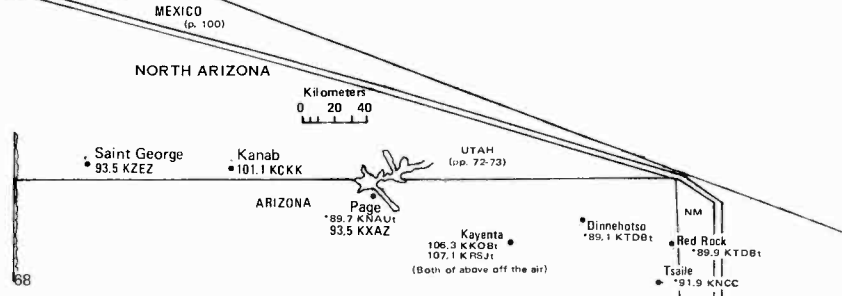 MEXICO
(p. 100)
NORTH ARIZONA
Kilometers
0 20 40
Saint George
93.5 KZEZ
Kanab
101.1 KCKK
UTAH
(pp. 72-73)
ARIZONA
Page
*89.7 KNAUt
93.5 KXAZ
Kayenta
106.3 KKOBt
107.1 KRSJt
(Both of above off the air)
Dinnehotso
*89.1 KTDBt
NM
Red Rock
*89.9 KTDBt
Tsaile
*91.9 KNCC
68